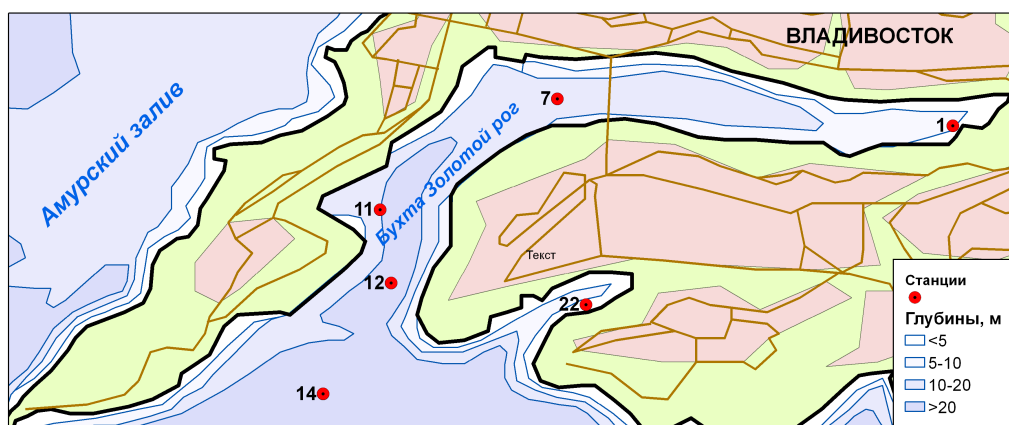 ВЛАДИВОСТОК
Амурский залив
Бухта Золотой рог
7
1
11
12
Текст
22
14
Станции
Глубины, м
<5
5-10
10-20
>20